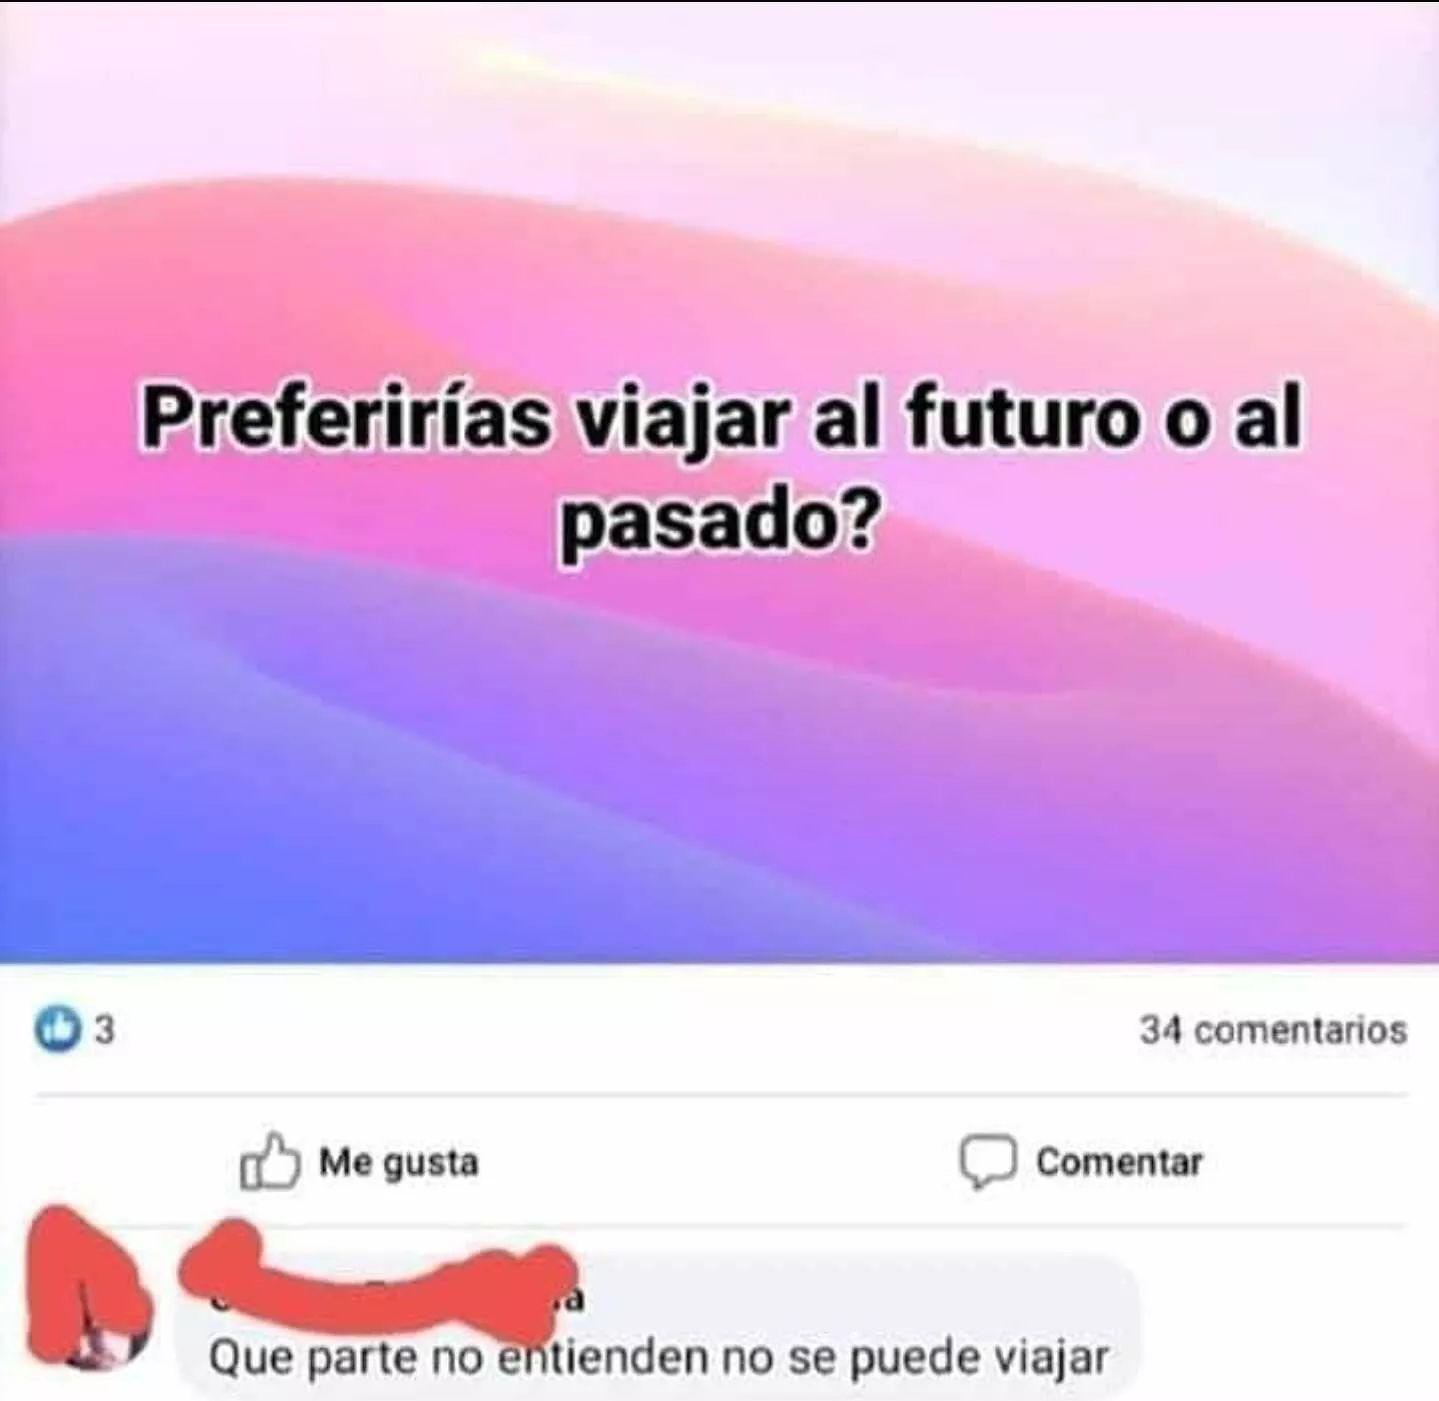 Preferirías viajar al futuro o al
pasado?
3
34 comentarios
Me gusta
Comentar
Que parte no entienden no se puede viajar